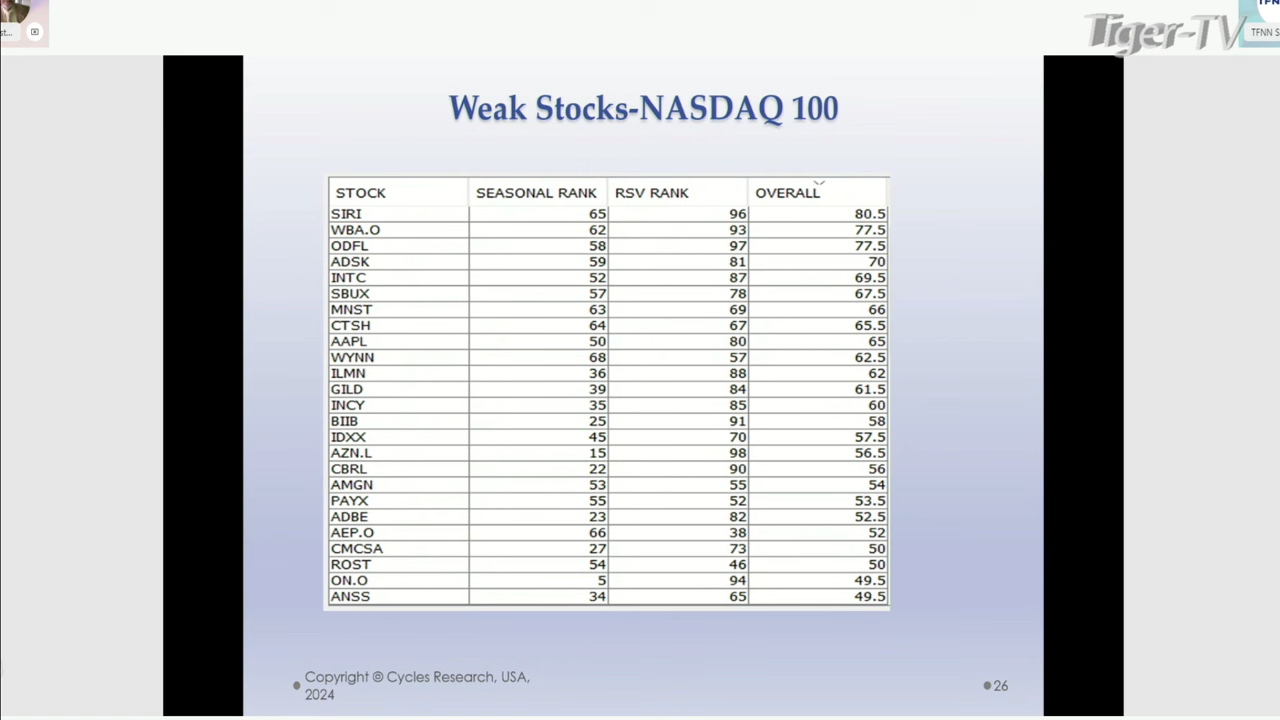 st...
Tiger-TV
TFNN S
Weak Stocks-NASDAQ 100
STOCK SEASONAL RANK RSV RANK OVERALL
SIRI 65 96 80.5
WBA.O 62 93 77.5
ODFL 58 97 77.5
ADSK 59 81 70
INTC 52 87 69.5
SBUX 57 78 67.5
MNST 63 69 66
CTSH 64 67 65.5
AAPL 50 80 65
WYNN 68 57 62.5
ILMN 36 88 62
GILD 39 84 61.5
INCY 35 85 60
BIIB 25 91 58
IDXX 45 70 57.5
AZN.L 15 98 56.5
CBRL 22 90 56
AMGN 53 55 54
PAYX 55 52 53.5
ADBE 23 82 52.5
AEP.O 66 38 52
CMCSA 27 73 50
ROST 54 46 50
ON.O 5 94 49.5
ANSS 34 65 49.5
Copyright © Cycles Research, USA,
2024
26